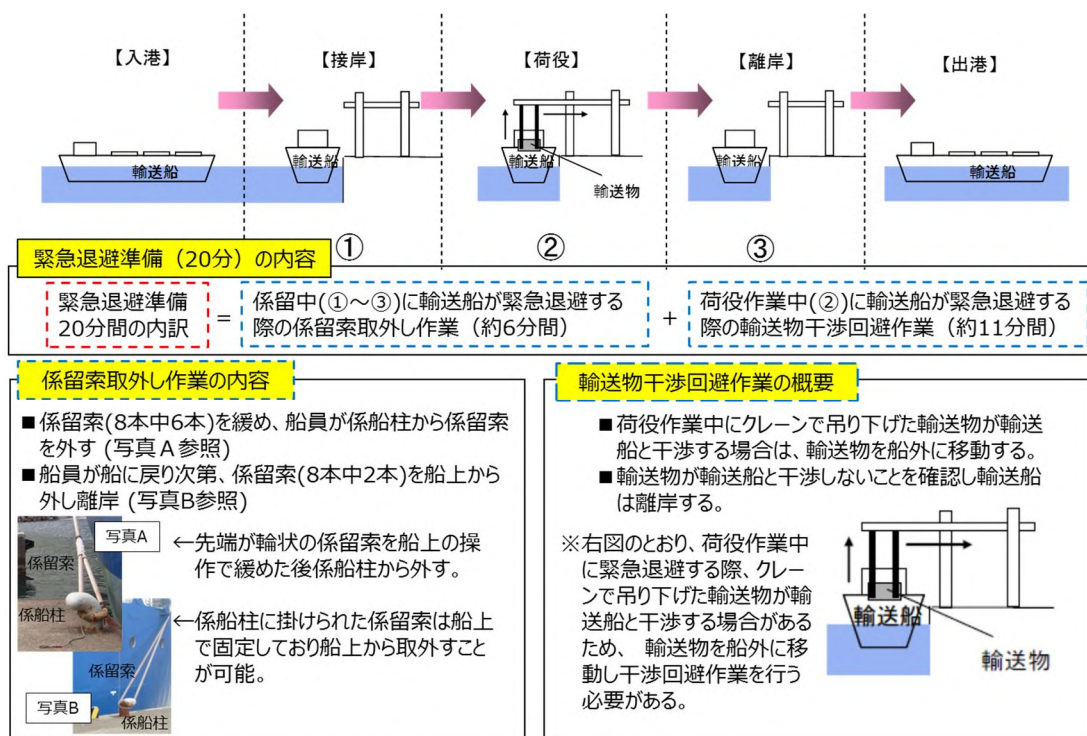 【入港】
【接岸】
【荷役】
【離岸】
【出港】
輸送船
輸送船
輸送船
輸送物
輸送船
輸送船
①
②
③
緊急退避準備（20分）の内容
緊急退避準備
20分間の内訳
=
係留中(①～③)に輸送船が緊急退避する
際の係留索取外し作業（約6分間）
+
荷役作業中(②)に輸送船が緊急退避する
際の輸送物干渉回避作業（約11分間）
係留索取外し作業の内容
■係留索(8本中6本)を緩め、船員が係船柱から係留索
を外す (写真Ａ参照)
■船員が船に戻り次第、係留索(8本中2本)を船上から
外し離岸 (写真B参照)
写真A
係留索
係船柱
←先端が輪状の係留索を船上の操
作で緩めた後係船柱から外す。
係留索
写真B
係船柱
←係船柱に掛けられた係留索は船上
で固定しており船上から取外すこと
が可能。
輸送物干渉回避作業の概要
■荷役作業中にクレーンで吊り下げた輸送物が輸送
船と干渉する場合は、輸送物を船外に移動する。
■輸送物が輸送船と干渉しないことを確認し輸送船
は離岸する。
※右図のとおり、荷役作業中
に緊急退避する際、クレー
ンで吊り下げた輸送物が輸
送船と干渉する場合がある
ため、 輸送物を船外に移
動し干渉回避作業を行う
必要がある。
輸送船
輸送物